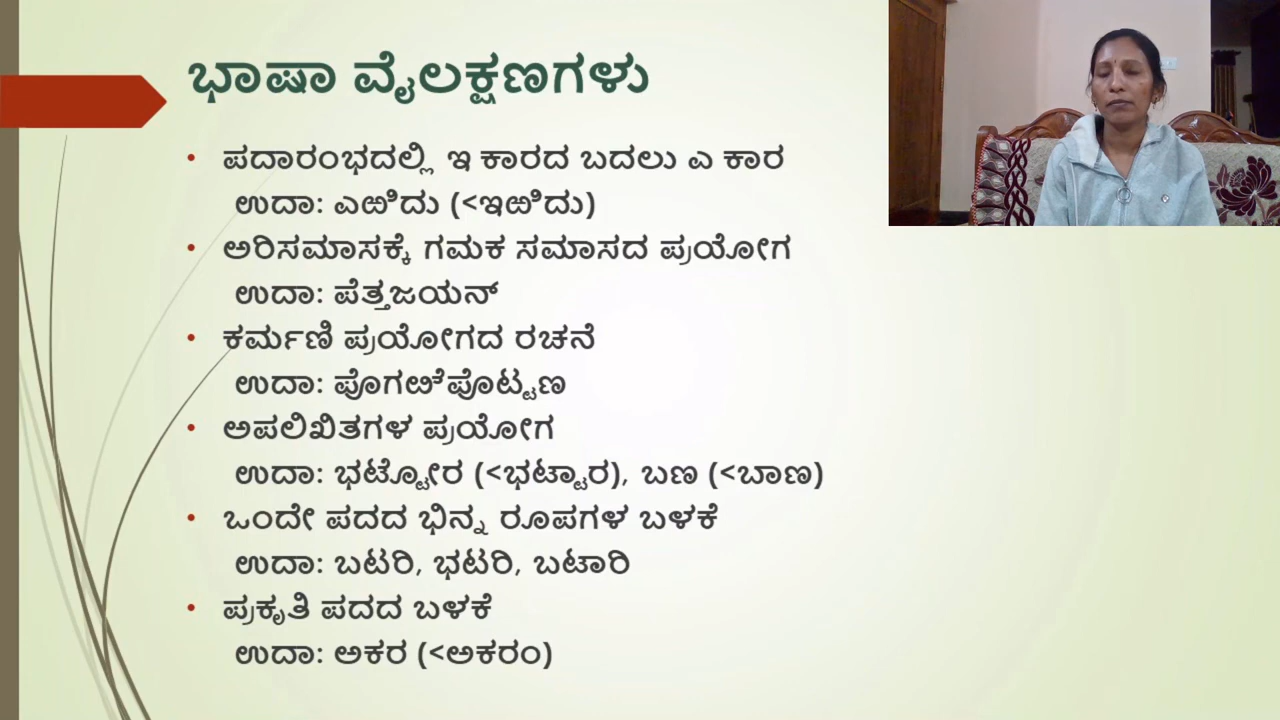 ಭಾಷಾ ವೈಲಕ್ಷಣಗಳು
• ಪದಾರಂಭದಲ್ಲಿ ಇ ಕಾರದ ಬದಲು ಎ ಕಾರ
ಉದಾ: ಎಱಿದು (<ಇಱಿದು)
• ಅರಿಸಮಾಸಕ್ಕೆ ಗಮಕ ಸಮಾಸದ ಪ್ರಯೋಗ
ಉದಾ: ಪೆತ್ತಜಯನ್
• ಕರ್ಮಣಿ ಪ್ರಯೋಗದ ರಚನೆ
ಉದಾ: ಪೊಗೞೆಪೊಟ್ಟಣ
• ಅಪಲಿಖಿತಗಳ ಪ್ರಯೋಗ
ಉದಾ: ಭಟ್ಟೋರ (<ಭಟ್ಟಾರ), ಬಣ (<ಬಾಣ)
• ಒಂದೇ ಪದದ ಭಿನ್ನ ರೂಪಗಳ ಬಳಕೆ
ಉದಾ: ಬಟರಿ, ಭಟರಿ, ಬಟಾರಿ
• ಪ್ರಕೃತಿ ಪದದ ಬಳಕೆ
ಉದಾ: ಅಕರ (<ಅಕರಂ)